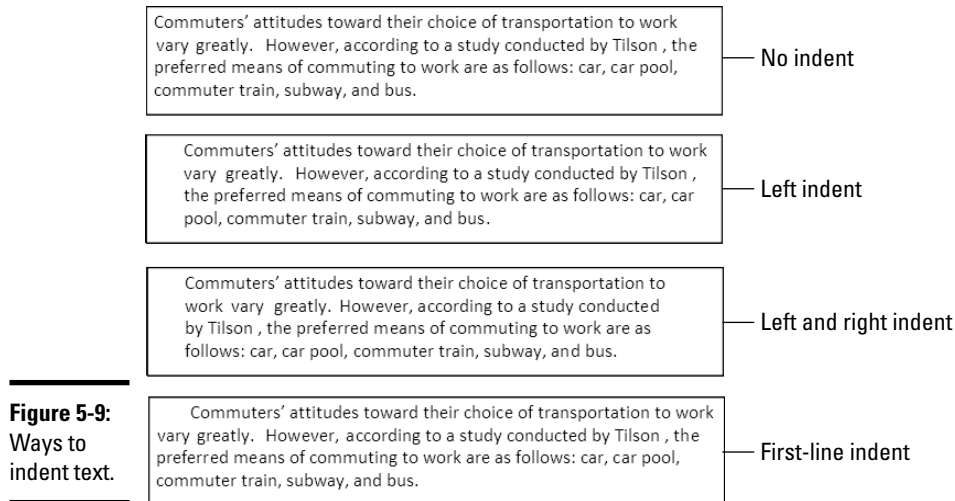 Commuters’ attitudes toward their choice of transportation to work
vary greatly. However, according to a study conducted by Tilson , the
preferred means of commuting to work are as follows: car, car pool,
commuter train, subway, and bus.
No indent
Commuters’ attitudes toward their choice of transportation to work
vary greatly. However, according to a study conducted by Tilson ,
the preferred means of commuting to work are as follows: car, car
pool, commuter train, subway, and bus.
Left indent
Commuters’ attitudes toward their choice of transportation to
work vary greatly. However, according to a study conducted
by Tilson , the preferred means of commuting to work are as
follows: car, car pool, commuter train, subway, and bus.
Left and right indent
Commuters’ attitudes toward their choice of transportation to work
vary greatly. However, according to a study conducted by Tilson , the
preferred means of commuting to work are as follows: car, car pool,
commuter train, subway, and bus.
First-line indent
Figure 5-9:
Ways to
indent text.